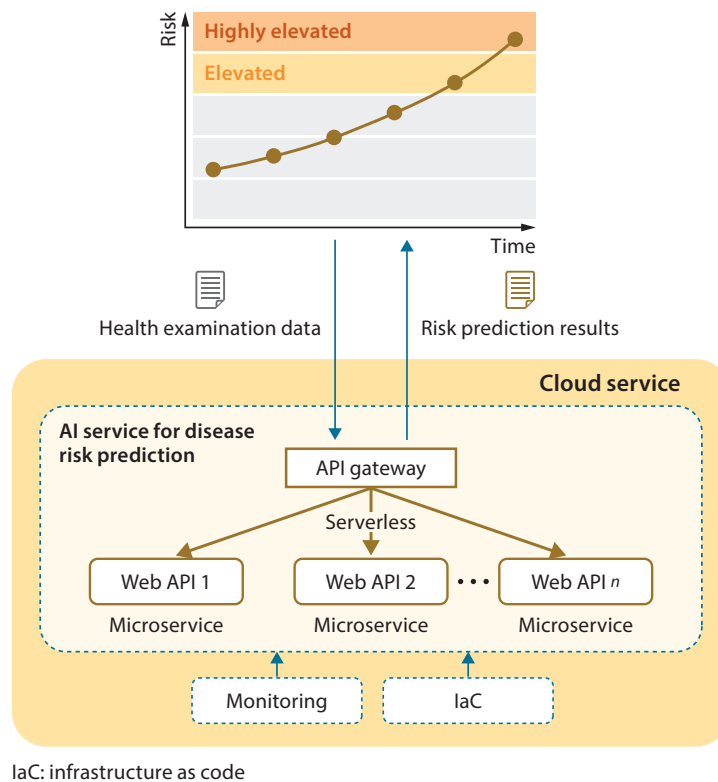 Risk
Highly elevated
Elevated
Time
Health examination data
Risk prediction results
Cloud service
AI service for disease
risk prediction
API gateway
Serverless
Web API 1
Web API 2
•••
Web API n
Microservice
Microservice
Microservice
Monitoring
IaC
IaC: infrastructure as code